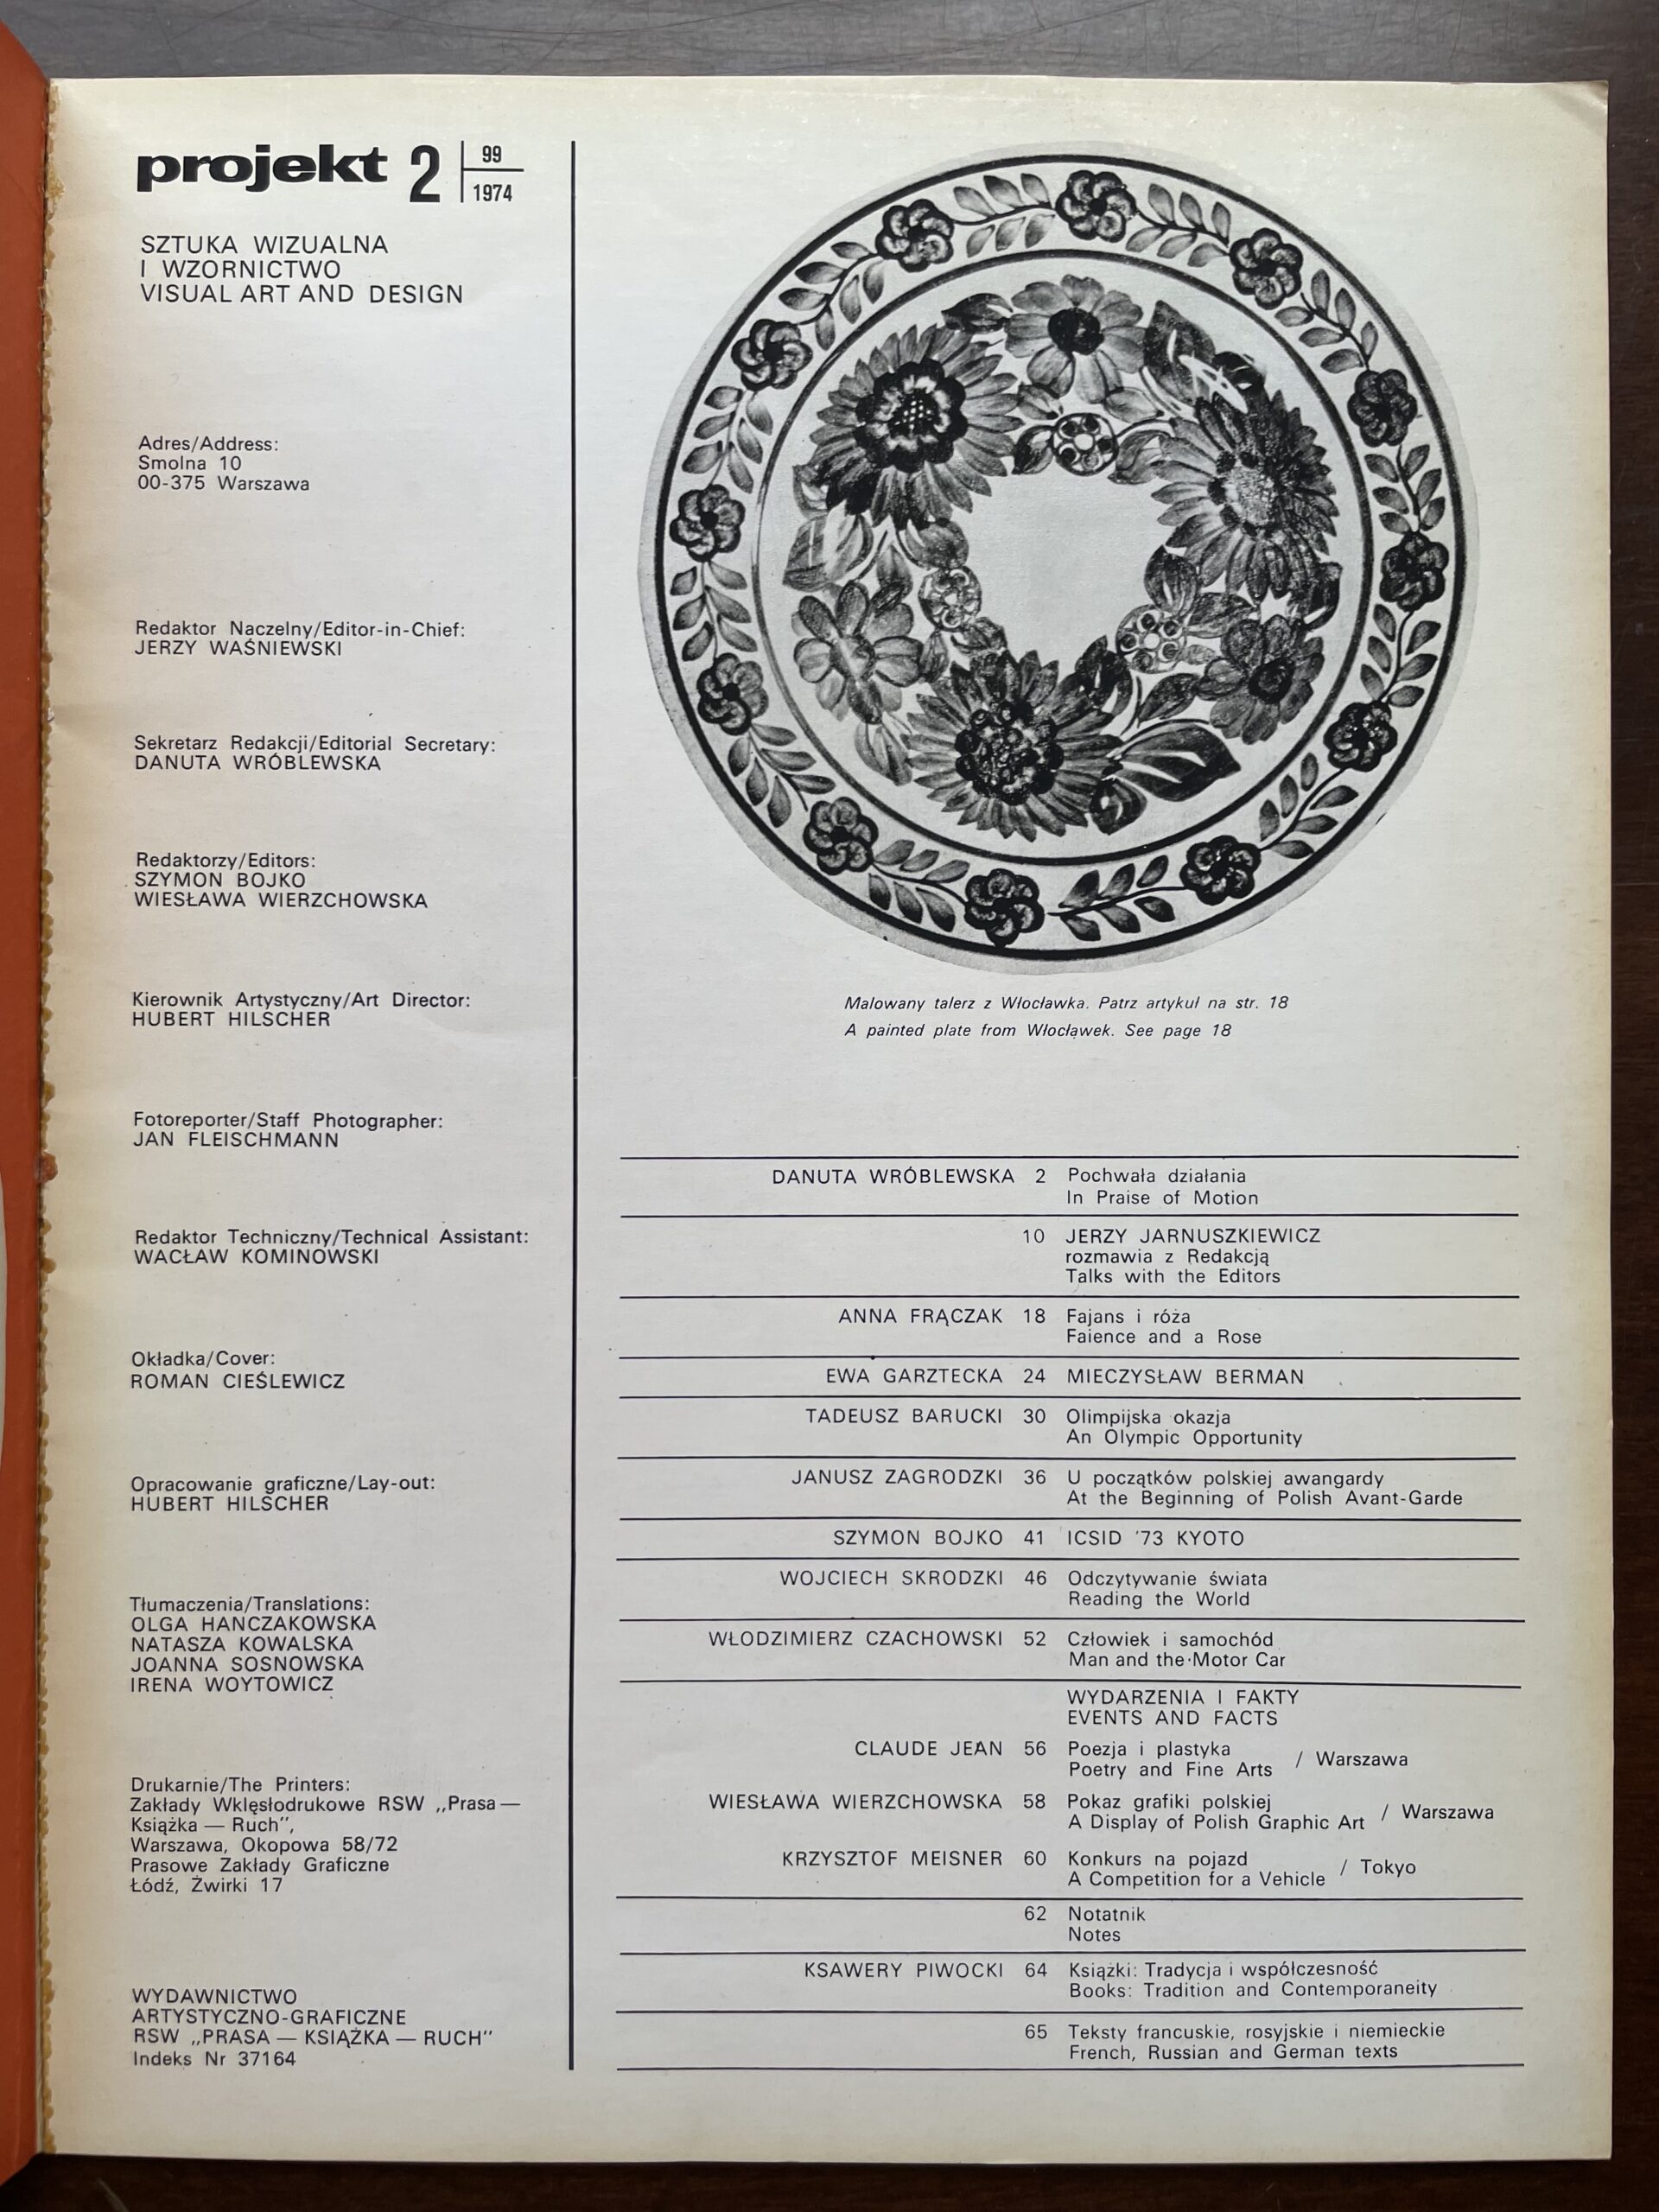 projekt 2 99
1974
SZTUKA WIZUALNA
I WZORNICTWO
VISUAL ART AND DESIGN
Adres/Address:
Smolna 10
00-375 Warszawa
Redaktor Naczelny/Editor-in-Chief:
JERZY WAŚNIEWSKI
Sekretarz Redakcji/Editorial Secretary:
DANUTA WRÓBLEWSKA
Redaktorzy/Editors:
SZYMON BOJKO
WIESŁAWA WIERZCHOWSKA
Kierownik Artystyczny/Art Director:
HUBERT HILSCHER
Fotoreporter/Staff Photographer:
JAN FLEISCHMANN
Redaktor Techniczny/Technical Assistant:
WACŁAW KOMINOWSKI
Okładka/Cover:
ROMAN CIEŚLEWICZ
Opracowanie graficzne/Lay-out:
HUBERT HILSCHER
Tłumaczenia/Translations:
OLGA HANCZAKOWSKA
NATASZA KOWALSKA
JOANNA SOSNOWSKA
IRENA WOYTOWICZ
Drukarnie/The Printers:
Zakłady Wklęsłodrukowe RSW „Prasa —
Książka — Ruch",
Warszawa, Okopowa 58/72
Prasowe Zakłady Graficzne
Łódź, Żwirki 17
WYDAWNICTWO
ARTYSTYCZNO-GRAFICZNE
RSW „PRASA — KSIĄŻKA — RUCH"
Indeks Nr 37164
Malowany talerz z Włocławka. Patrz artykuł na str. 18
A painted plate from Włocławek. See page 18
DANUTA WRÓBLEWSKA 2 Pochwała działania
In Praise of Motion
10 JERZY JARNUSZKIEWICZ
rozmawia z Redakcją
Talks with the Editors
ANNA FRĄCZAK 18 Fajans i róża
Faience and a Rose
EWA GARZTECKA 24 MIECZYSŁAW BERMAN
TADEUSZ BARUCKI 30 Olimpijska okazja
An Olympic Opportunity
JANUSZ ZAGRODZKI 36 U początków polskiej awangardy
At the Beginning of Polish Avant-Garde
SZYMON BOJKO 41 ICSID '73 KYOTO
WOJCIECH SKRODZKI 46 Odczytywanie świata
Reading the World
WŁODZIMIERZ CZACHOWSKI 52 Człowiek i samochód
Man and the Motor Car
WYDARZENIA I FAKTY
EVENTS AND FACTS
CLAUDE JEAN 56 Poezja i plastyka
Poetry and Fine Arts / Warszawa
WIESŁAWA WIERZCHOWSKA 58 Pokaz grafiki polskiej
A Display of Polish Graphic Art / Warszawa
KRZYSZTOF MEISNER 60 Konkurs na pojazd
A Competition for a Vehicle / Tokyo
62 Notatnik
Notes
KSAWERY PIWOCKI 64 Książki: Tradycja i współczesność
Books: Tradition and Contemporaneity
65 Teksty francuskie, rosyjskie i niemieckie
French, Russian and German texts